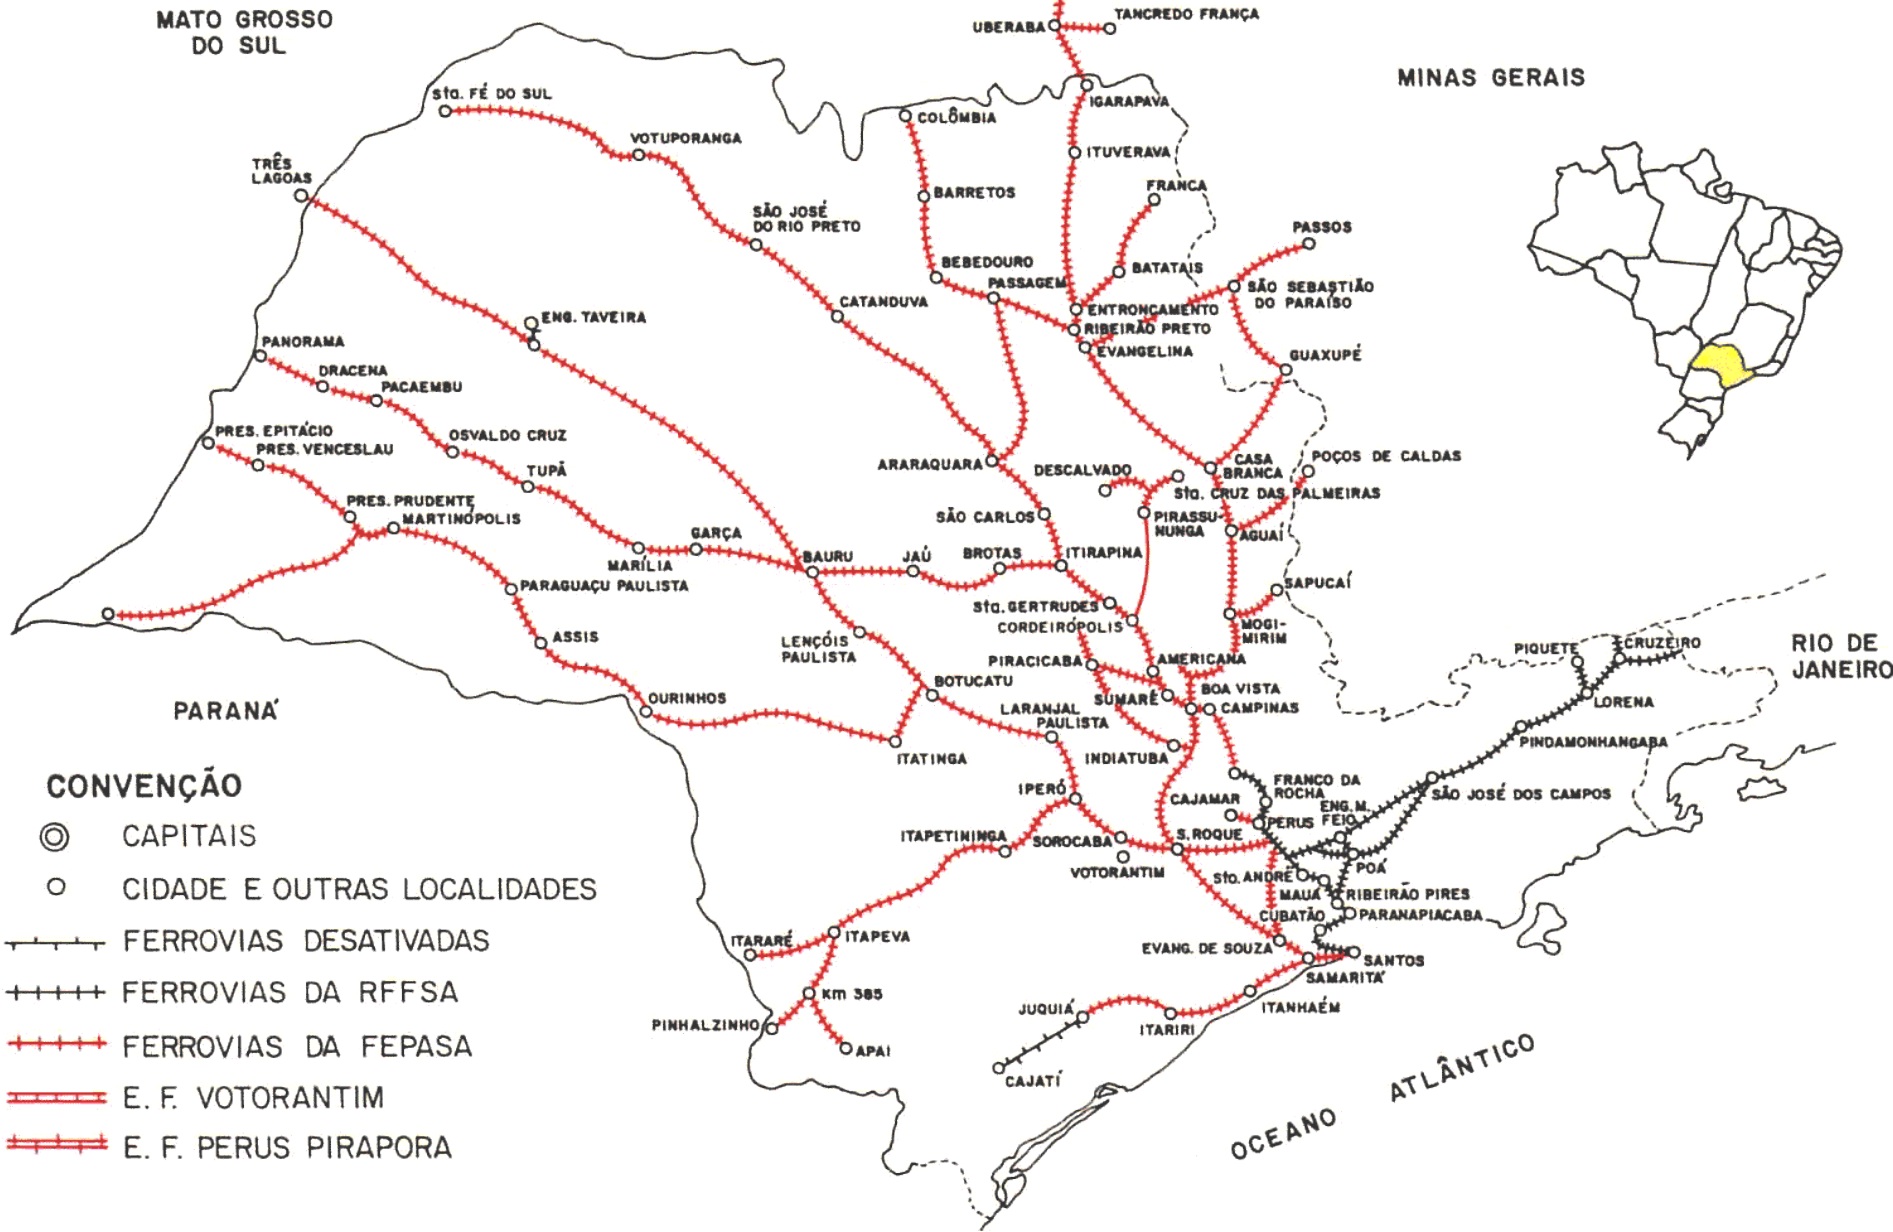 MATO GROSSO
DO SUL
UBERABA
TANCREDO FRANÇA
MINAS GERAIS
Sta. FÉ DO SUL
IGARAPAVA
COLÔMBIA
VOTUPORANGA
ITUVERAVA
TRÊS
LAGOAS
BARRETOS
FRANCA
SÃO JOSÉ
DO RIO PRETO
PASSOS
BEBEDOURO
BATATAIS
PASSAGEM
SÃO SEBASTIÃO
DO PARAÍSO
CATANDUVA
ENTRONCAMENTO
ENG. TAVEIRA
RIBEIRÃO PRETO
PANORAMA
EVANGELINA
GUAXUPÉ
DRACENA
PACAEMBU
PRES. EPITÁCIO
OSVALDO CRUZ
PRES. VENCESLAU
ARARAQUARA
DESCALVADO
CASA
BRANCA
POÇOS DE CALDAS
TUPÃ
Sta. CRUZ DAS PALMEIRAS
PRES. PRUDENTE
MARTINÓPOLIS
SÃO CARLOS
PIRASSU-
NUNGA
AGUAÍ
GARÇA
BAURU
JAÚ
BROTAS
ITIRAPINA
MARÍLIA
PARAGUAÇU PAULISTA
SAPUCAÍ
Sta. GERTRUDES
CORDEIRÓPOLIS
MOGI-
MIRIM
ASSIS
LENÇÓIS
PAULISTA
PIRACICABA
AMERICANA
PIQUETE
CRUZEIRO
RIO DE
JANEIRO
BOTUCATU
OURINHOS
SUMARÉ
BOA VISTA
CAMPINAS
LORENA
PARANÁ
LARANJAL
PAULISTA
PINDAMONHANGABA
ITATINGA
INDIATUBA
CONVENÇÃO
FRANCO DA
ROCHA
IPERÓ
CAJAMAR
ENG. M.
FEIO
SÃO JOSÉ DOS CAMPOS
PERUS
CAPITAIS
ITAPETININGA
SOROCABA
S. ROQUE
VOTORANTIM
POÁ
Sto. ANDRÉ
CIDADE E OUTRAS LOCALIDADES
MAUÁ
RIBEIRÃO PIRES
CUBATÃO
PARANAPIACABA
FERROVIAS DESATIVADAS
ITARARÉ
ITAPEVA
EVANG. DE SOUZA
SANTOS
SAMARITÁ
FERROVIAS DA RFFSA
Km 385
JUQUIÁ
ITANHAÉM
PINHALZINHO
ITARIRI
FERROVIAS DA FEPASA
APAI
CAJATÍ
E. F. VOTORANTIM
OCEANO ATLÂNTICO
E. F. PERUS PIRAPORA